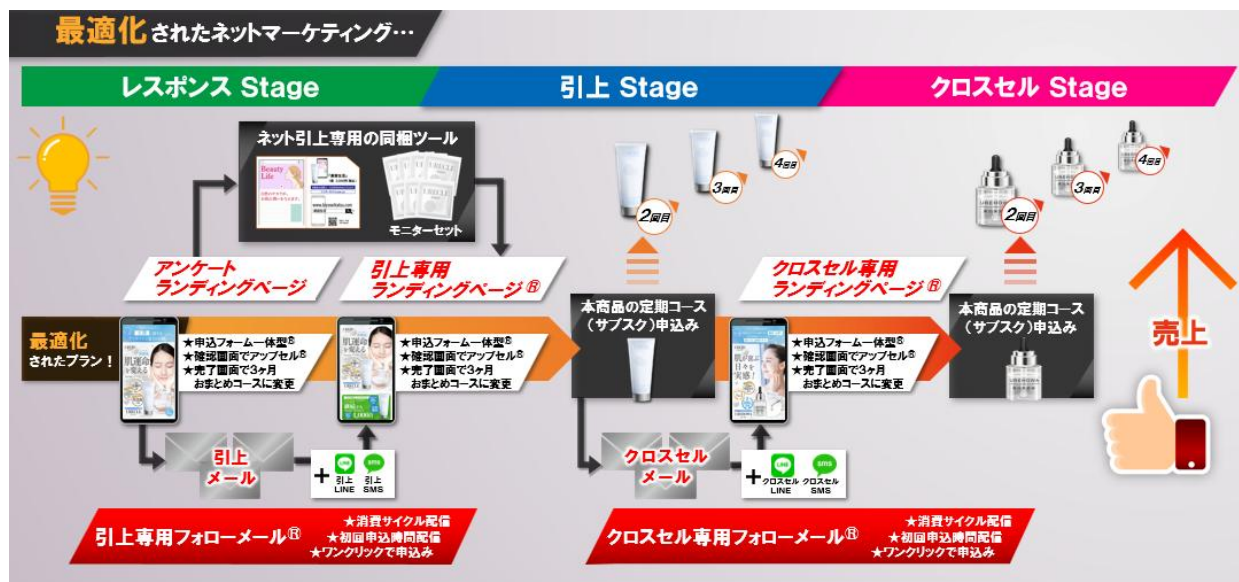 最適化されたネットマーケティング…
レスポンス Stage
引上 Stage
クロスセル Stage
ネット引上専用の同梱ツール
Beauty
Life
モニターセット
2回目
3回目
4回目
2回目
3回目
4回目
アンケート
ランディングページ
引上専用
ランディングページ®
クロスセル専用
ランディングページ®
本商品の定期コース
(サブスク)申込み
本商品の定期コース
(サブスク)申込み
売上
最適化
されたプラン！
肌運命
を変える
★申込フォーム一体型®
★確認画面でアップセル®
★完了画面で3ヶ月
おまとめコースに変更
★申込フォーム一体型®
★確認画面でアップセル®
★完了画面で3ヶ月
おまとめコースに変更
★申込フォーム一体型®
★確認画面でアップセル®
★完了画面で3ヶ月
おまとめコースに変更
引上
メール
+
LINE
sms
引上
LINE
引上
SMS
クロスセル
メール
+
LINE
sms
クロスセル
LINE
クロスセル
SMS
引上専用フォローメール®
★消費サイクル配信
★初回申込時間配信
★ワンクリックで申込み
クロスセル専用フォローメール®
★消費サイクル配信
★初回申込時間配信
★ワンクリックで申込み